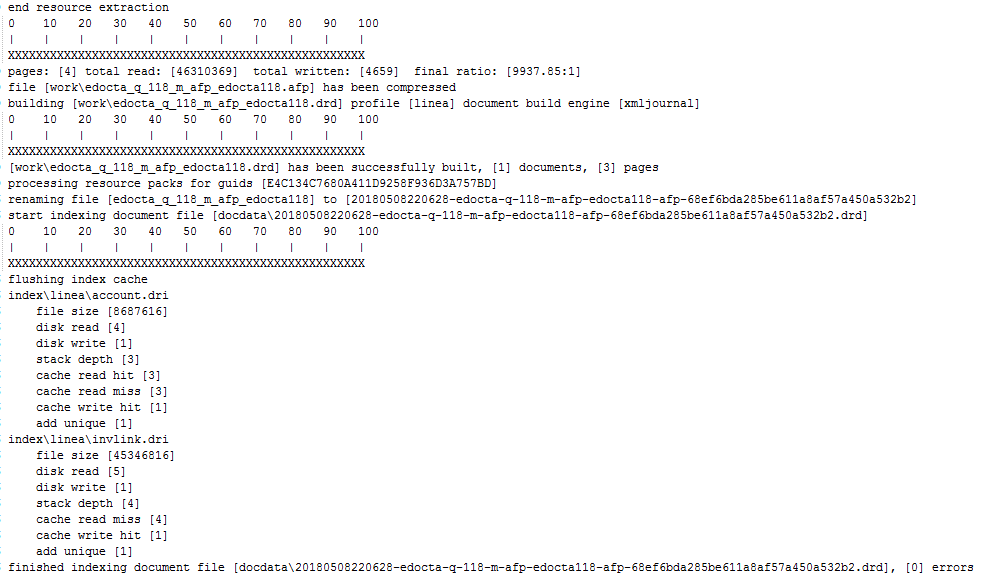 end resource extraction
0 10 20 30 40 50 60 70 80 90 100
| | | | | | | | | | |
XXXXXXXXXXXXXXXXXXXXXXXXXXXXXXXXXXXXXXXXXXXXXXXXXXX
pages: [4] total read: [46310369] total written: [4659] final ratio: [9937.85:1]
file [work\edocta_q_118_m_afp_edocta118.afp] has been compressed
building [work\edocta_q_118_m_afp_edocta118.drd] profile [linea] document build engine [xmljournal]
0 10 20 30 40 50 60 70 80 90 100
| | | | | | | | | | |
XXXXXXXXXXXXXXXXXXXXXXXXXXXXXXXXXXXXXXXXXXXXXXXXXXX
[work\edocta_q_118_m_afp_edocta118.drd] has been successfully built, [1] documents, [3] pages
processing resource packs for guids [E4C134C7680A411D9258F936D3A757BD]
renaming file [edocta_q_118_m_afp_edocta118] to [20180508220628-edocta-q-118-m-afp-edocta118-afp-68ef6bda285be611a8af57a450a532b2]
start indexing document file [docdata\20180508220628-edocta-q-118-m-afp-edocta118-afp-68ef6bda285be611a8af57a450a532b2.drd]
0 10 20 30 40 50 60 70 80 90 100
| | | | | | | | | | |
XXXXXXXXXXXXXXXXXXXXXXXXXXXXXXXXXXXXXXXXXXXXXXXXXXX
flushing index cache
index\linea\account.dri
file size [8687616]
disk read [4]
disk write [1]
stack depth [3]
cache read hit [3]
cache read miss [3]
cache write hit [1]
add unique [1]
index\linea\invlink.dri
file size [45346816]
disk read [5]
disk write [1]
stack depth [4]
cache read miss [4]
cache write hit [1]
add unique [1]
finished indexing document file [docdata\20180508220628-edocta-q-118-m-afp-edocta118-afp-68ef6bda285be611a8af57a450a532b2.drd], [0] errors